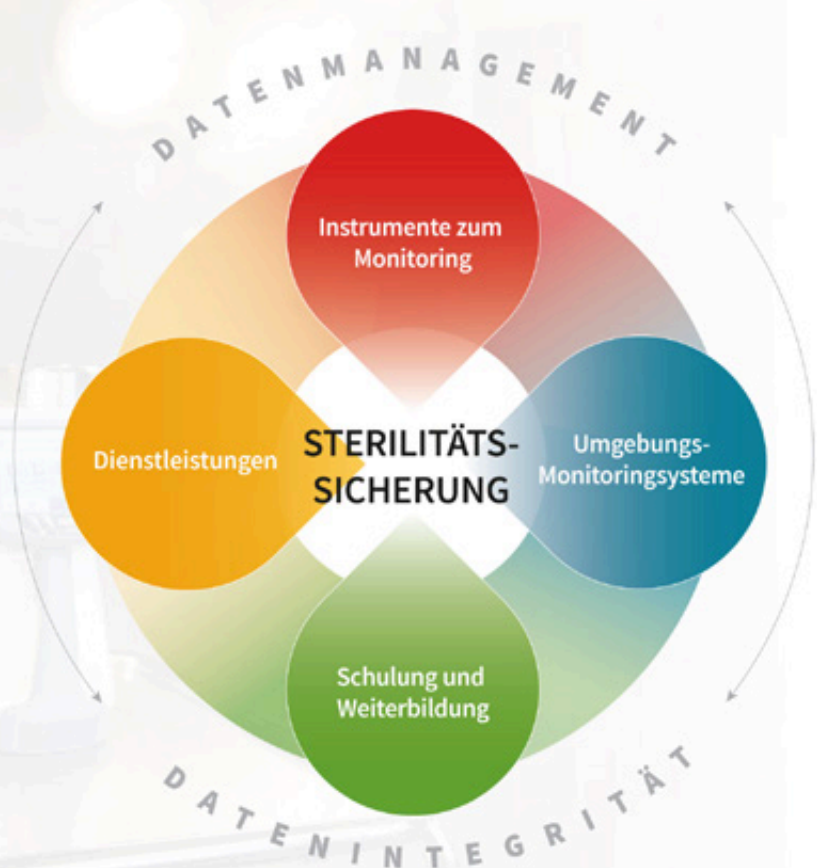 DATENMANAGEMENT
Instrumente zum
Monitoring
Dienstleistungen
STERILITÄTS-
SICHERUNG
Umgebungs-
Monitoringsysteme
Schulung und
Weiterbildung
DATENINTEGRITÄT